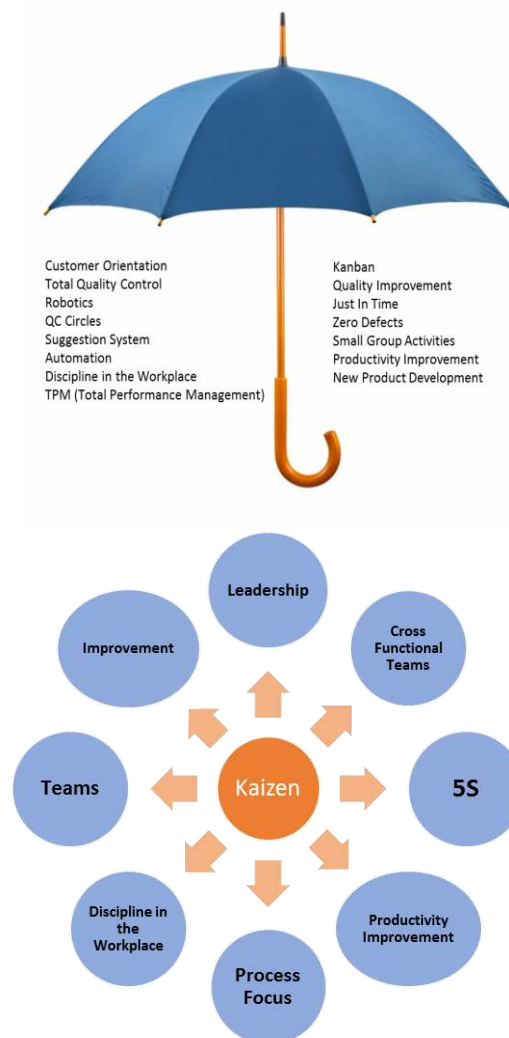 Customer Orientation
Total Quality Control
Robotics
QC Circles
Suggestion System
Automation
Discipline in the Workplace
TPM (Total Performance Management)
Kanban
Quality Improvement
Just In Time
Zero Defects
Small Group Activities
Productivity Improvement
New Product Development
Leadership
Improvement
Cross
Functional
Teams
Teams
Kaizen
5S
Discipline in
the
Workplace
Productivity
Improvement
Process
Focus